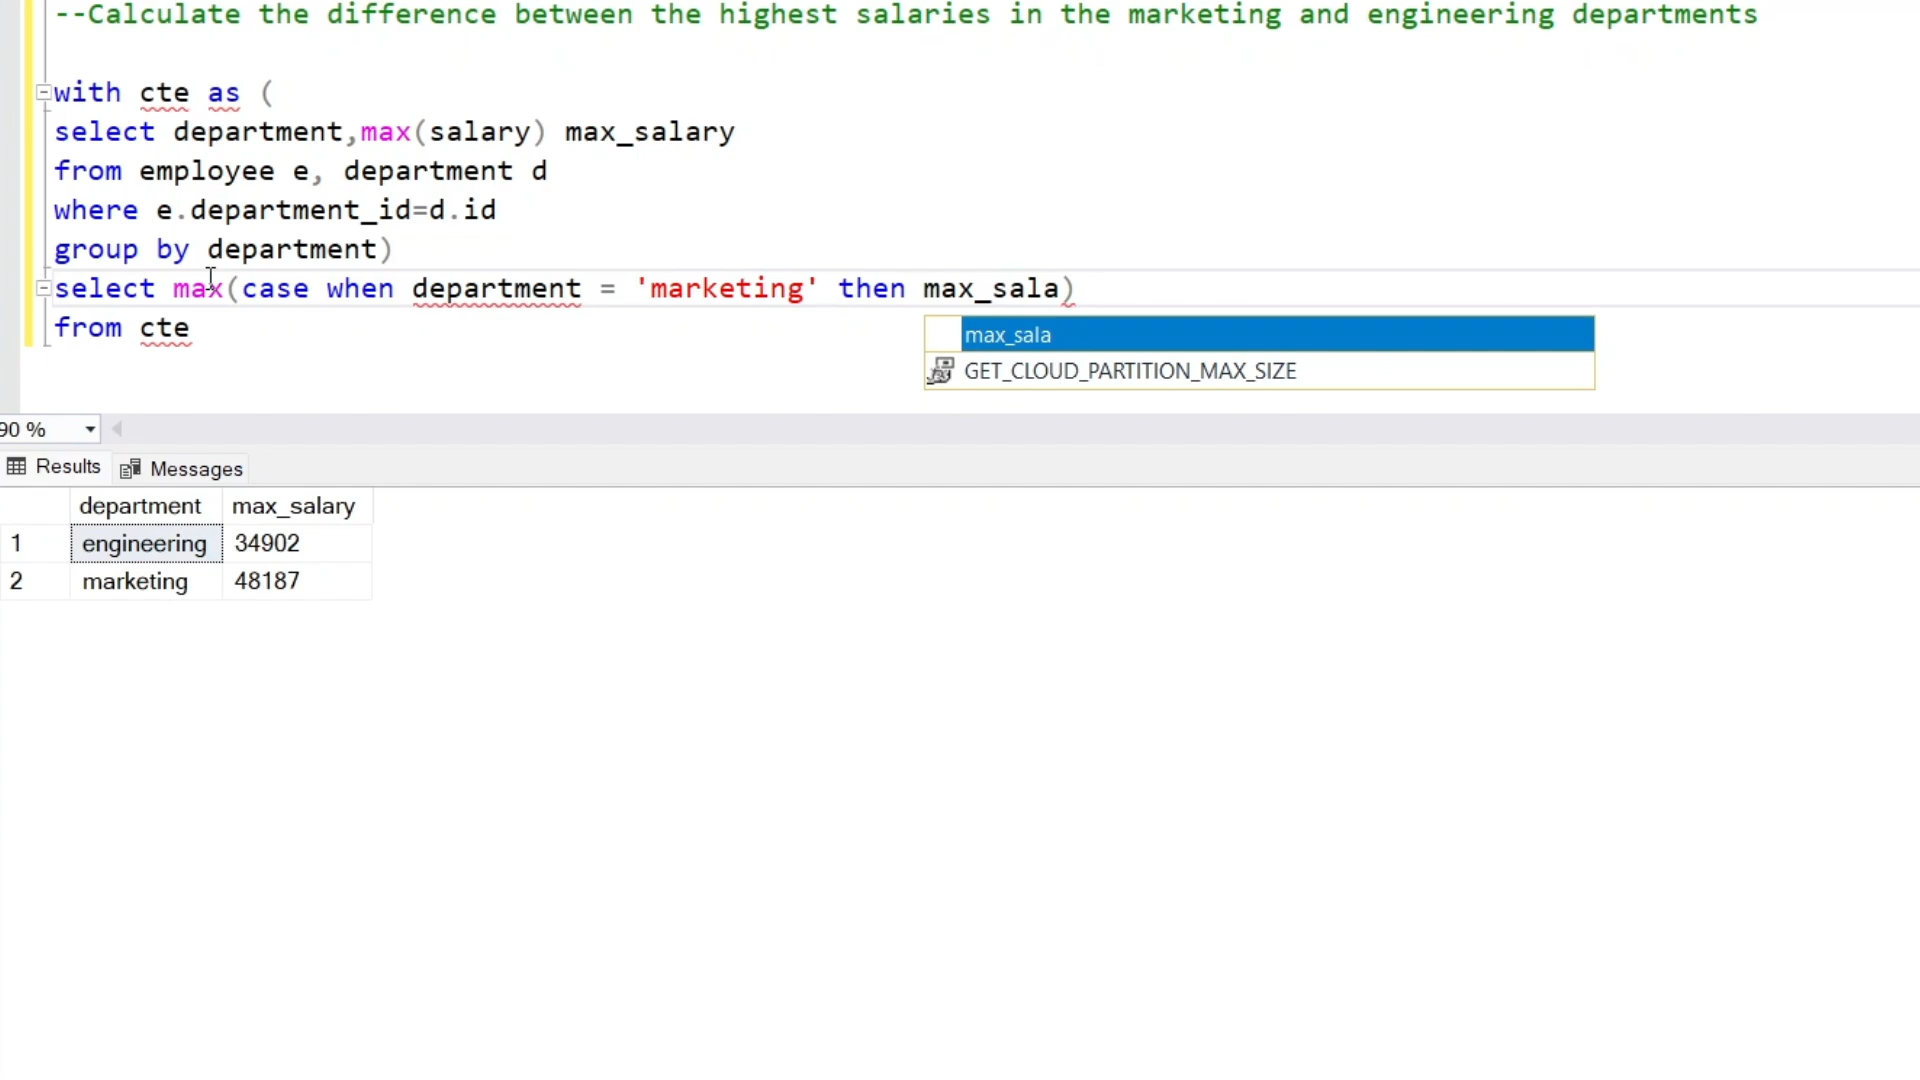 --Calculate the difference between the highest salaries in the marketing and engineering departments
with cte as (
select department,max(salary) max_salary
from employee e, department d
where e.department_id=d.id
group by department)
select max(case when department = 'marketing' then max_sala)
from cte
max_sala
GET_CLOUD_PARTITION_MAX_SIZE
90 %
Results Messages
department max_salary
1 engineering 34902
2 marketing 48187